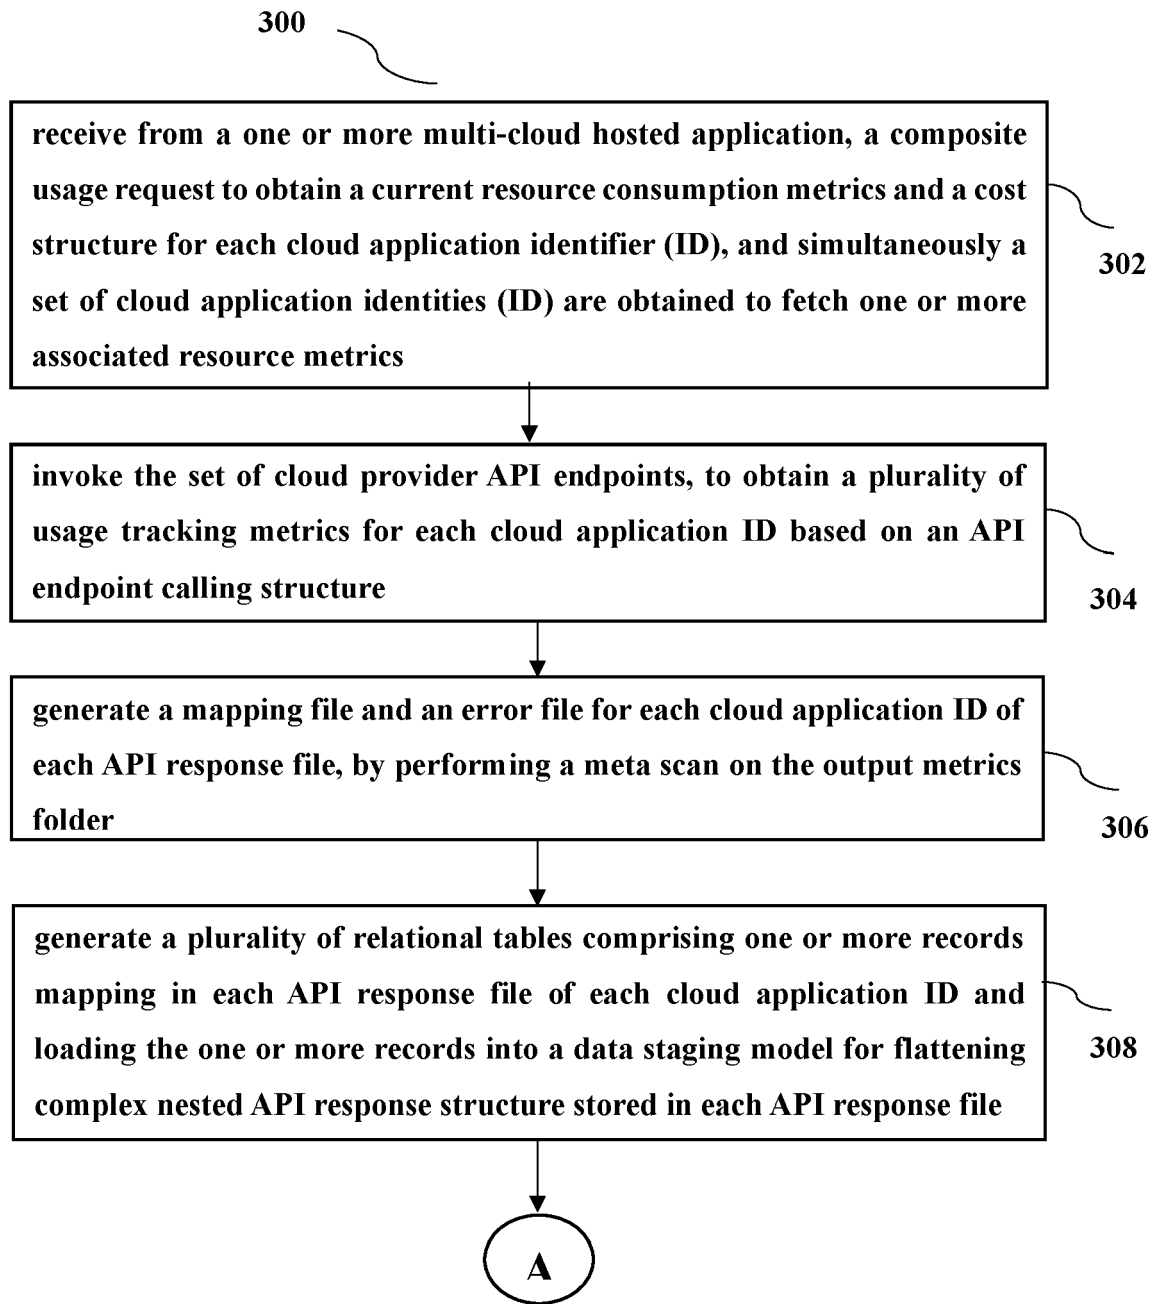 300
receive from a one or more multi-cloud hosted application, a composite
usage request to obtain a current resource consumption metrics and a cost
structure for each cloud application identifier (ID), and simultaneously a
set of cloud application identities (ID) are obtained to fetch one or more
associated resource metrics
302
invoke the set of cloud provider API endpoints, to obtain a plurality of
usage tracking metrics for each cloud application ID based on an API
endpoint calling structure
304
generate a mapping file and an error file for each cloud application ID of
each API response file, by performing a meta scan on the output metrics
folder
306
generate a plurality of relational tables comprising one or more records
mapping in each API response file of each cloud application ID and
loading the one or more records into a data staging model for flattening
complex nested API response structure stored in each API response file
308
A